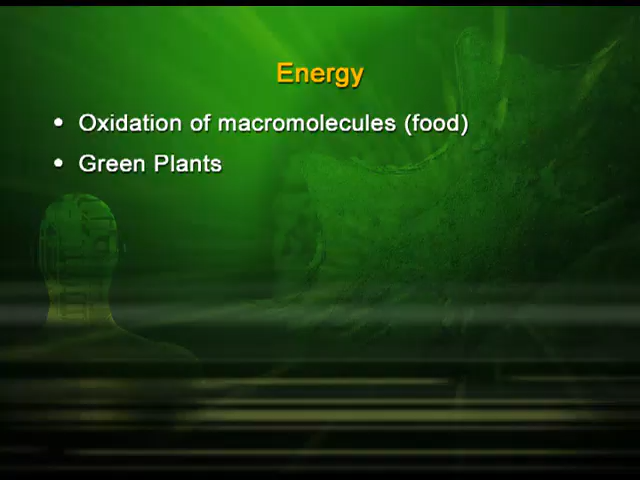 Energy
• Oxidation of macromolecules (food)
• Green Plants